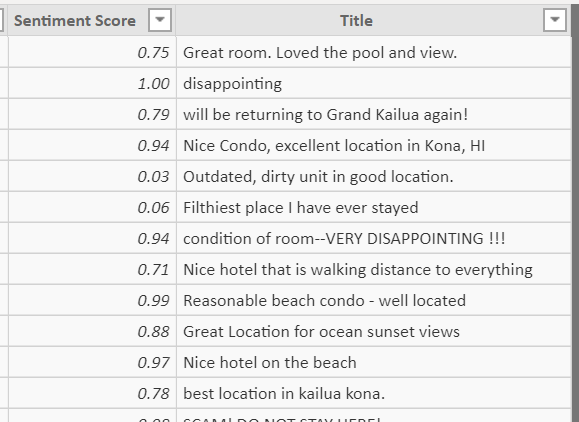 Sentiment Score Title
0.75 Great room. Loved the pool and view.
1.00 disappointing
0.79 will be returning to Grand Kailua again!
0.94 Nice Condo, excellent location in Kona, HI
0.03 Outdated, dirty unit in good location.
0.06 Filthiest place I have ever stayed
0.94 condition of room--VERY DISAPPOINTING !!!
0.71 Nice hotel that is walking distance to everything
0.99 Reasonable beach condo - well located
0.88 Great Location for ocean sunset views
0.97 Nice hotel on the beach
0.78 best location in kailua kona.
SCAM! DO NOT STAY HERE!